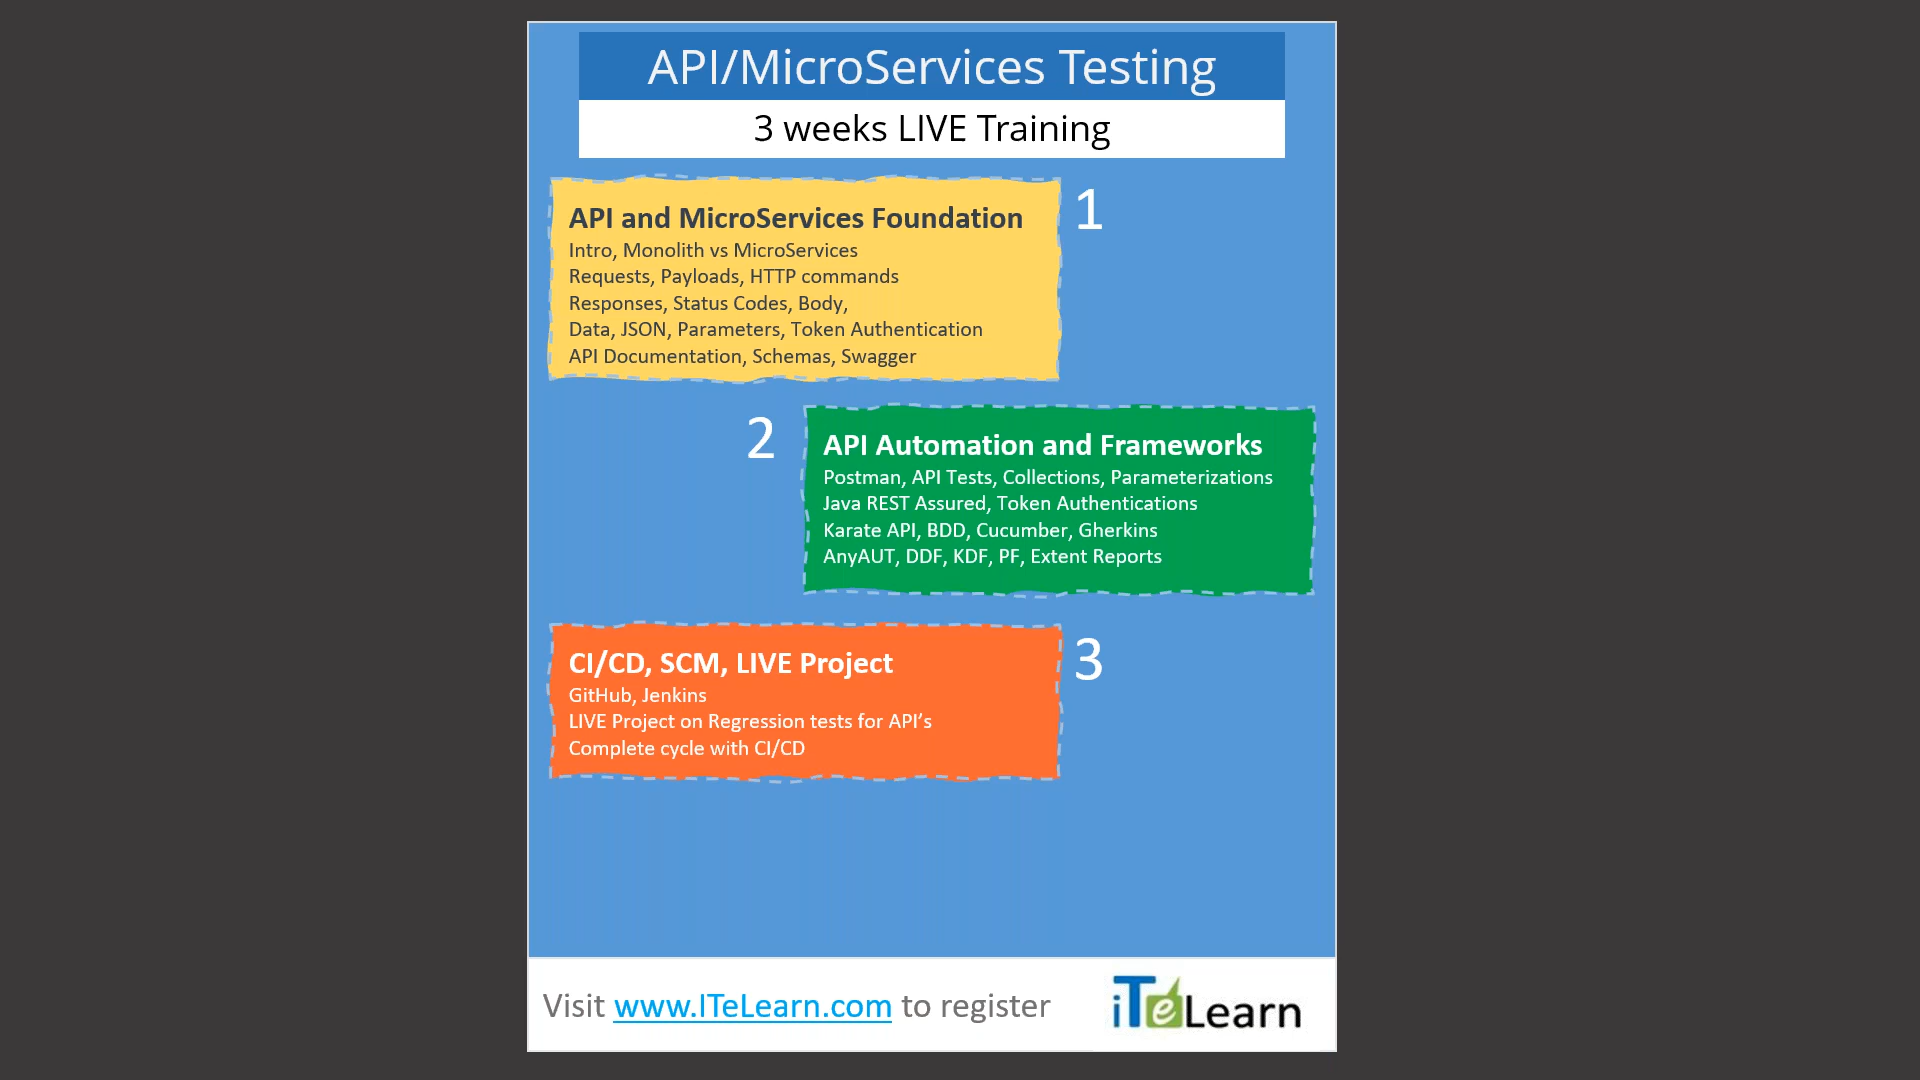 API/MicroServices Testing
3 weeks LIVE Training
1
API and MicroServices Foundation
Intro, Monolith vs MicroServices
Requests, Payloads, HTTP commands
Responses, Status Codes, Body,
Data, JSON, Parameters, Token Authentication
API Documentation, Schemas, Swagger
2
API Automation and Frameworks
Postman, API Tests, Collections, Parameterizations
Java REST Assured, Token Authentications
Karate API, BDD, Cucumber, Gherkins
AnyAUT, DDF, KDF, PF, Extent Reports
3
CI/CD, SCM, LIVE Project
GitHub, Jenkins
LIVE Project on Regression tests for API’s
Complete cycle with CI/CD
Visit www.ITeLearn.com to register
iTeLearn